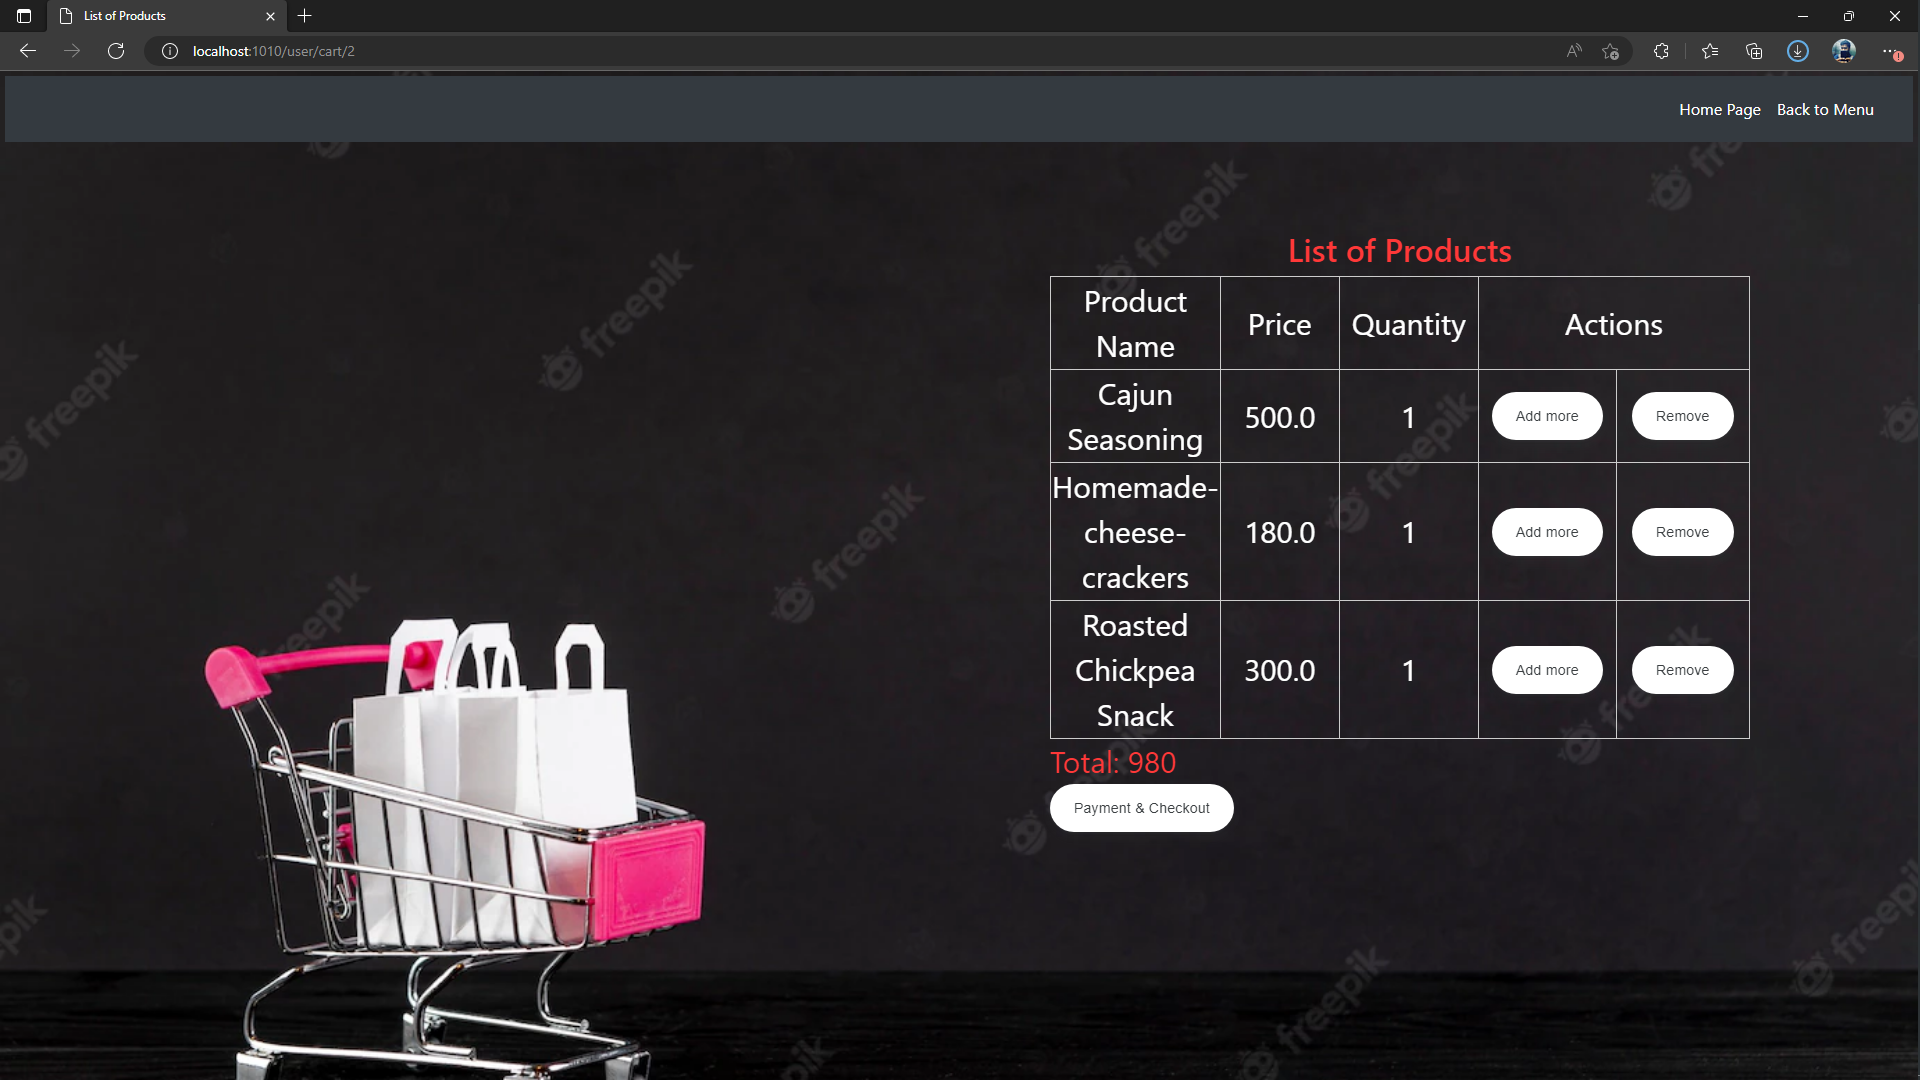 List of Products
localhost:1010/user/cart/2
Home Page Back to Menu
List of Products
Product Name Price Quantity Actions
Cajun Seasoning 500.0 1 Add more Remove
Homemade-cheese-crackers 180.0 1 Add more Remove
Roasted Chickpea Snack 300.0 1 Add more Remove
Total: 980
Payment & Checkout
freepik
freepik
freepik
freepik
freepik
freepik
freepik
freepik
freepik